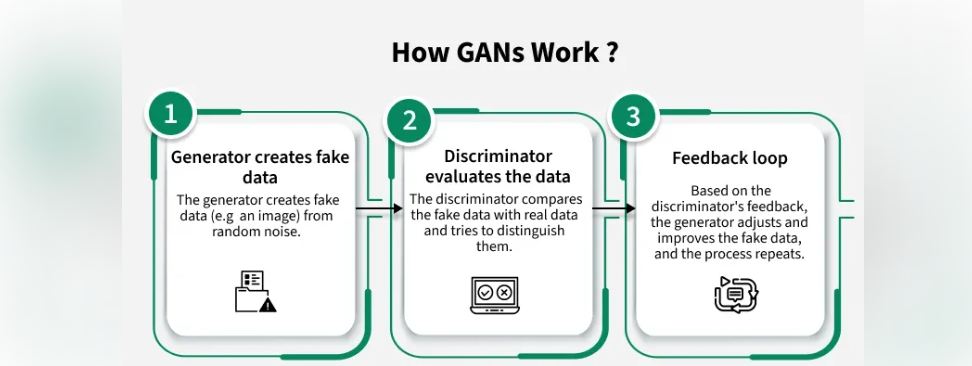 How GANs Work ?
1
Generator creates fake
data
The generator creates fake
data (e.g an image) from
random noise.
2
Discriminator
evaluates the data
The discriminator compares
the fake data with real data
and tries to distinguish
them.
3
Feedback loop
Based on the
discriminator's feedback,
the generator adjusts and
improves the fake data,
and the process repeats.